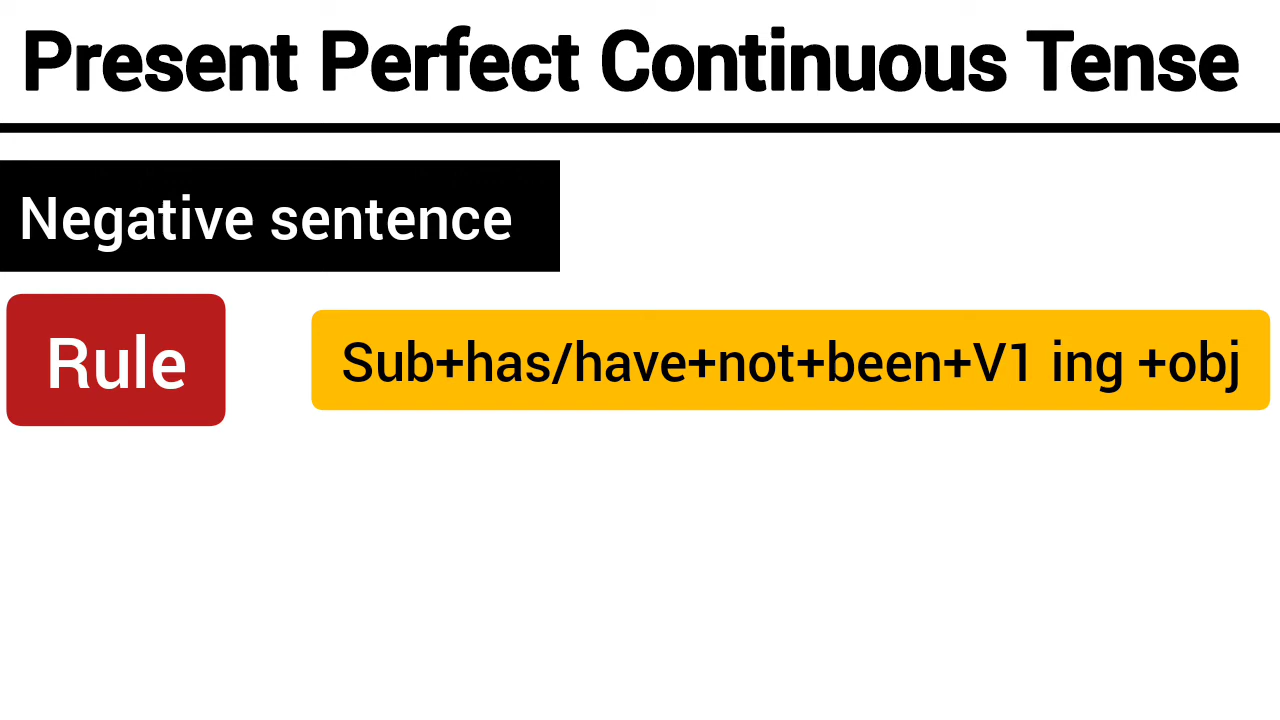 Present Perfect Continuous Tense
Negative sentence
Rule
Sub+has/have+not+been+V1 ing +obj